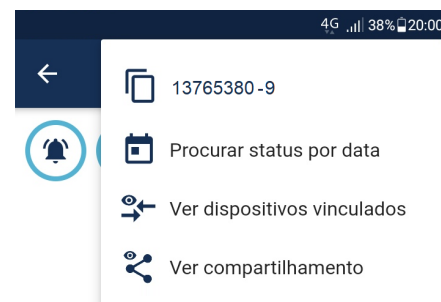 4G 38% 20:00
13765380-9
Procurar status por data
Ver dispositivos vinculados
Ver compartilhamento